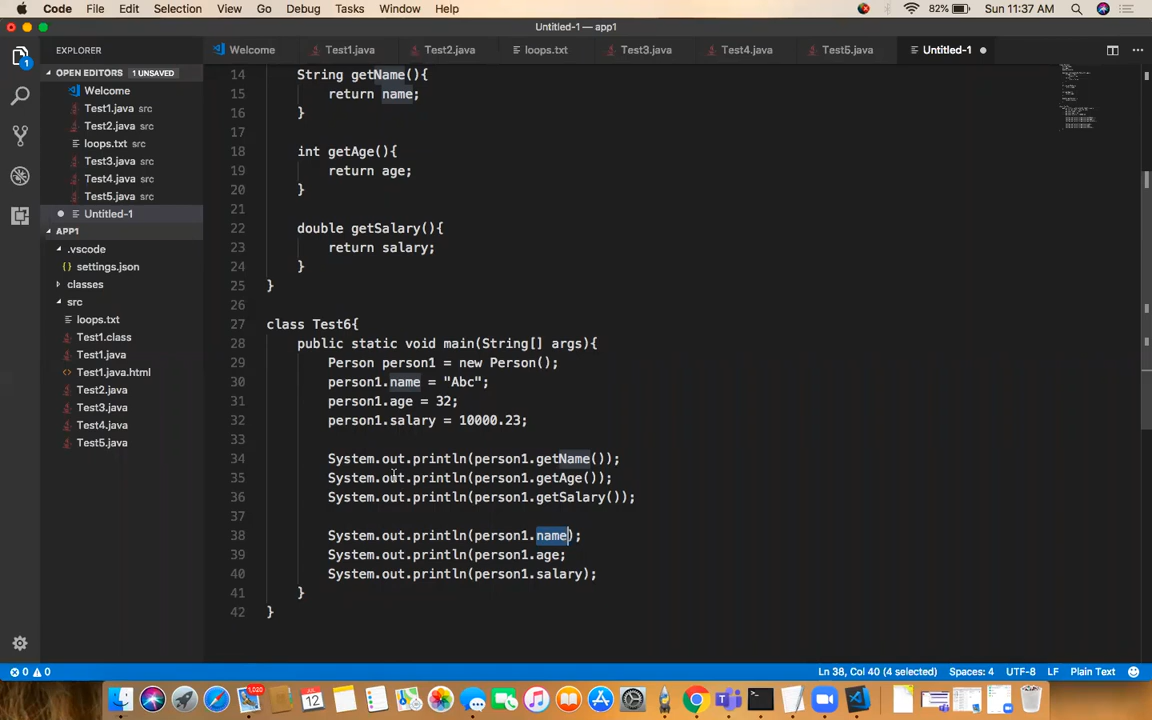 Code File Edit Selection View Go Debug Tasks Window Help 82% Sun 11:37 AM
Untitled-1 — app1
EXPLORER
Welcome Test1.java Test2.java loops.txt Test3.java Test4.java Test5.java Untitled-1
1
OPEN EDITORS 1 UNSAVED
Welcome
Test1.java src
Test2.java src
loops.txt src
Test3.java src
Test4.java src
Test5.java src
Untitled-1
APP1
.vscode
{} settings.json
classes
src
loops.txt
Test1.class
Test1.java
<> Test1.java.html
Test2.java
Test3.java
Test4.java
Test5.java
14 String getName(){
15 return name;
16 }
17
18 int getAge(){
19 return age;
20 }
21
22 double getSalary(){
23 return salary;
24 }
25 }
26
27 class Test6{
28 public static void main(String[] args){
29 Person person1 = new Person();
30 person1.name = "Abc";
31 person1.age = 32;
32 person1.salary = 10000.23;
33
34 System.out.println(person1.getName());
35 System.out.println(person1.getAge());
36 System.out.println(person1.getSalary());
37
38 System.out.println(person1.name);
39 System.out.println(person1.age;
40 System.out.println(person1.salary);
41 }
42 }
0 0 Ln 38, Col 40 (4 selected) Spaces: 4 UTF-8 LF Plain Text
1,020
12